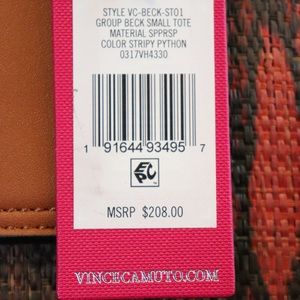 STYLE VC-BECK-ST01
GROUP BECK SMALL TOTE
MATERIAL SPPRSP
COLOR STRIPY PYTHON
0317VH4330
1 91644 93495 7
EPC
MSRP $208.00
VINCECAMUTO.COM